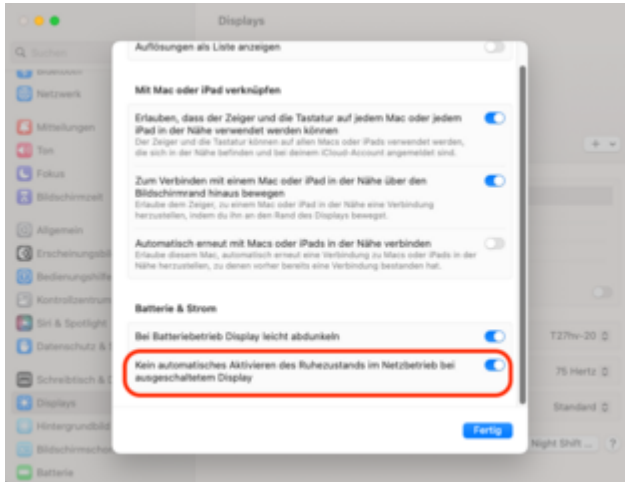 Displays
Suchen
Bluetooth
Netzwerk
Mitteilungen
Ton
Fokus
Bildschirmzeit
Allgemein
Erscheinungsbil
Bedienungshilfe
Kontrollzentrum
Siri & Spotlight
Datenschutz &
Schreibtisch &
Displays
Hintergrundbild
Bildschirmschon
Batterie
Auflösungen als Liste anzeigen
Mit Mac oder iPad verknüpfen
Erlauben, dass der Zeiger und die Tastatur auf jedem Mac oder jedem
iPad in der Nähe verwendet werden können
Der Zeiger und die Tastatur können auf allen Macs oder iPads verwendet werden,
die sich in der Nähe befinden und bei deinem iCloud-Account angemeldet sind.
Zum Verbinden mit einem Mac oder iPad in der Nähe über den
Bildschirmrand hinaus bewegen
Erlaube dem Zeiger, zu einem Mac oder iPad in der Nähe eine Verbindung
herzustellen, indem du ihn an den Rand des Displays bewegst.
Automatisch erneut mit Macs oder iPads in der Nähe verbinden
Erlaube diesem Mac, automatisch erneut eine Verbindung zu Macs oder iPads in der
Nähe herzustellen, zu denen vorher bereits eine Verbindung bestanden hat.
Batterie & Strom
Bei Batteriebetrieb Display leicht abdunkeln
Kein automatisches Aktivieren des Ruhezustands im Netzbetrieb bei
ausgeschaltetem Display
Fertig
T27hv-20
75 Hertz
Standard
Night Shift ...
?